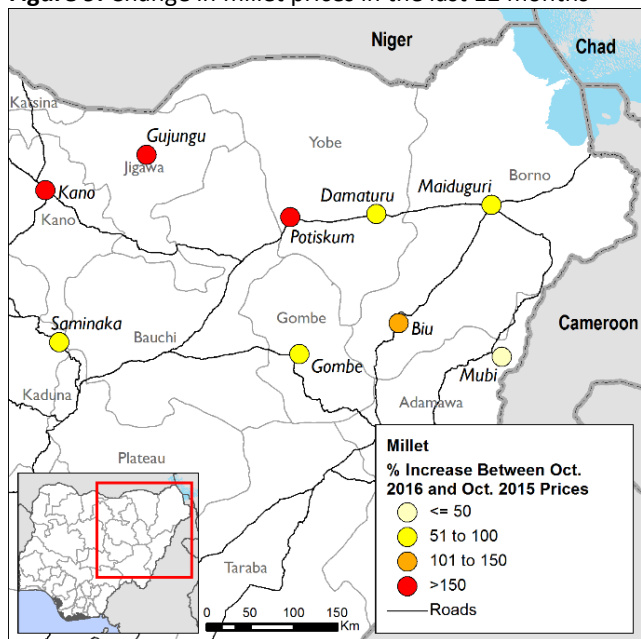 Niger
Chad
Katsina
Gujungu
Yobe
Jigawa
Damaturu
Maiduguri
Borno
Kano
Kano
Potiskum
Cameroon
Saminaka
Bauchi
Gombe
Biu
Gombe
Mubi
Kaduna
Adamawa
Plateau
Taraba
Millet
% Increase Between Oct.
2016 and Oct. 2015 Prices
<= 50
51 to 100
101 to 150
>150
Roads
0 25 50 100 150
Km